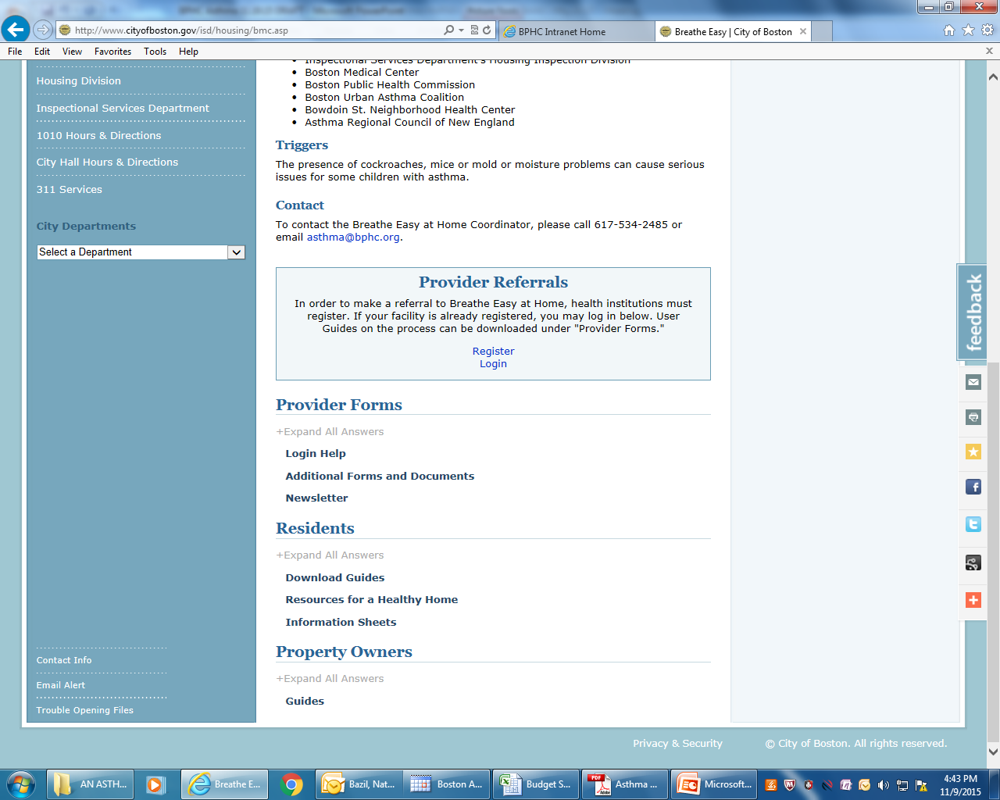 http://www.cityofboston.gov/isd/housing/bmc.asp
BPHC Intranet Home
Breathe Easy | City of Boston
File Edit View Favorites Tools Help
Housing Division
Inspectional Services Department
1010 Hours & Directions
City Hall Hours & Directions
311 Services
City Departments
Select a Department
Contact Info
Email Alert
Trouble Opening Files
Inspectional Services Department's Housing Inspection Division
• Boston Medical Center
• Boston Public Health Commission
• Boston Urban Asthma Coalition
• Bowdoin St. Neighborhood Health Center
• Asthma Regional Council of New England
Triggers
The presence of cockroaches, mice or mold or moisture problems can cause serious
issues for some children with asthma.
Contact
To contact the Breathe Easy at Home Coordinator, please call 617-534-2485 or
email asthma@bphc.org.
Provider Referrals
In order to make a referral to Breathe Easy at Home, health institutions must
register. If your facility is already registered, you may log in below. User
Guides on the process can be downloaded under "Provider Forms."
Register
Login
Provider Forms
+Expand All Answers
Login Help
Additional Forms and Documents
Newsletter
Residents
+Expand All Answers
Download Guides
Resources for a Healthy Home
Information Sheets
Property Owners
+Expand All Answers
Guides
feedback
Privacy & Security
© City of Boston. All rights reserved.
AN ASTH...
Breathe E...
Bazil, Nat...
Boston A...
Budget S...
PDF
Asthma ...
Microsoft...
4:43 PM
11/9/2015